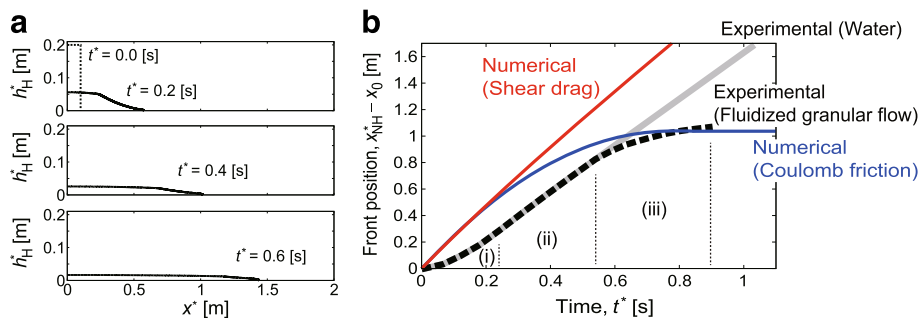 a
0.2
0.1
0
h*H [m]
t* = 0.0 [s]
t* = 0.2 [s]
0.2
0.1
0
h*H [m]
t* = 0.4 [s]
0.2
0.1
0
h*H [m]
t* = 0.6 [s]
0 0.5 1 1.5 2
x* [m]
b
Experimental (Water)
Numerical
(Shear drag)
Experimental
(Fluidized granular flow)
Numerical
(Coulomb friction)
Front position, x*NH − x0 [m]
1.6
1.4
1.2
1.0
0.8
0.6
0.4
0.2
0
(i)
(ii)
(iii)
0 0.2 0.4 0.6 0.8 1.0
Time, t* [s]